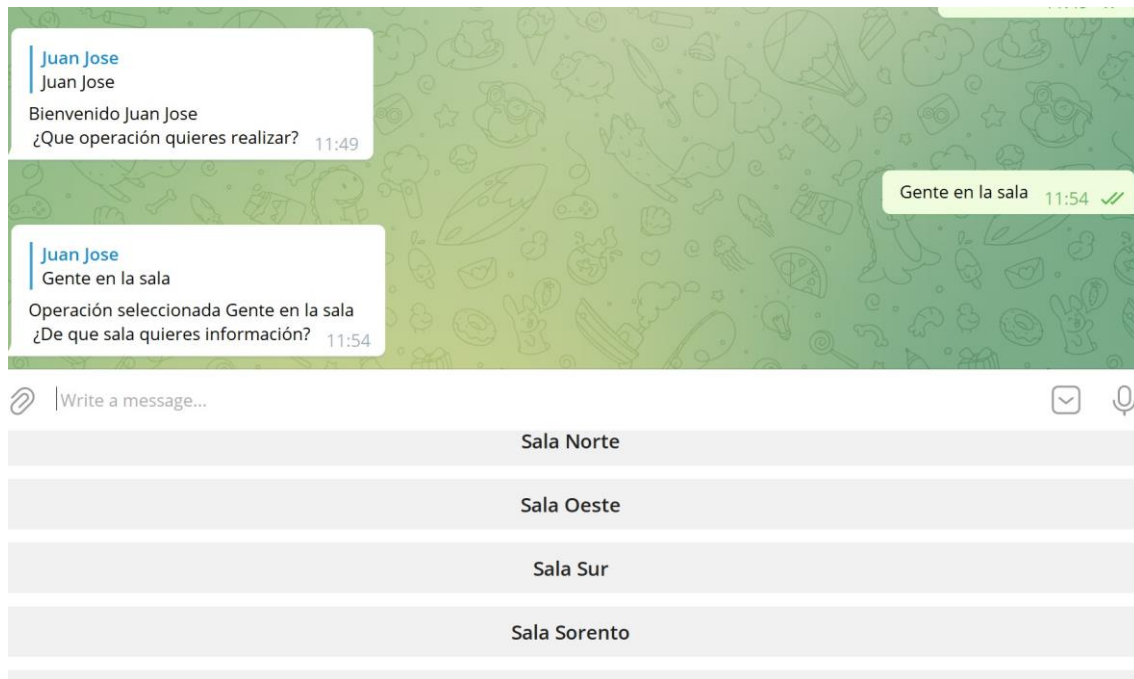 Juan Jose
Juan Jose
Bienvenido Juan Jose
¿Que operación quieres realizar? 11:49
Gente en la sala 11:54
Juan Jose
Gente en la sala
Operación seleccionada Gente en la sala
¿De que sala quieres información? 11:54
Write a message...
Sala Norte
Sala Oeste
Sala Sur
Sala Sorento